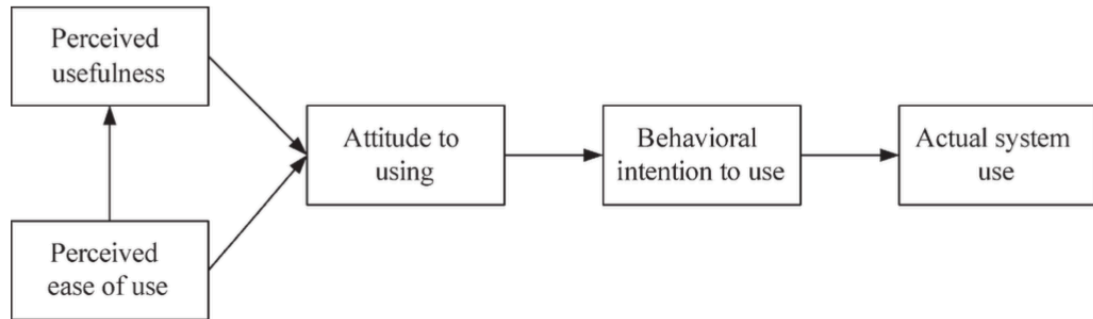 Perceived
usefulness
Attitude to
using
Behavioral
intention to use
Actual system
use
Perceived
ease of use